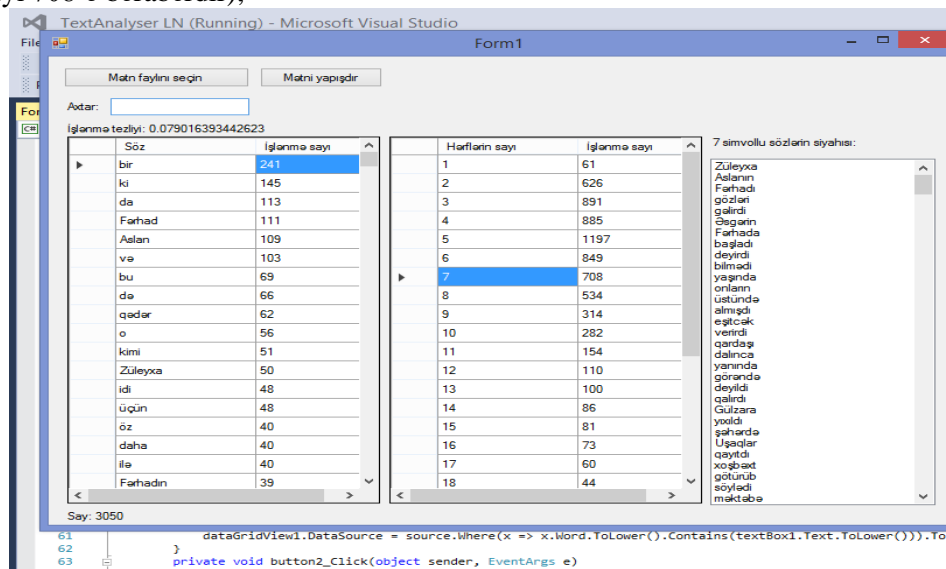 TextAnalyser LN (Running) - Microsoft Visual Studio
File
Form1
Mətn faylını seçin Mətni yapışdır
Axtar:
İşlənmə tezliyi: 0.079016393442623
7 simvollu sözlərin siyahısı:
Söz İşlənmə sayı
bir 241
ki 145
da 113
Fərhad 111
Aslan 109
və 103
bu 69
də 66
qədər 62
o 56
kimi 51
Züleyxa 50
idi 48
üçün 48
öz 40
daha 40
ilə 40
Fərhadın 39
Hərflərin sayı İşlənmə sayı
1 61
2 626
3 891
4 885
5 1197
6 849
7 708
8 534
9 314
10 282
11 154
12 110
13 100
14 86
15 81
16 73
17 60
18 44
Züleyxa
Aslanın
Fərhadı
gözləri
gəlirdi
Əsgərin
Fərhada
başladı
deyirdi
bilmədi
yaşında
onların
üstündə
almışdı
eşitcək
verirdi
qardaşı
dalınca
yanında
görəndə
deyildi
qalırdı
Gülzara
yıxıldı
şəhərdə
Uşaqlar
qayıtdı
xoşbəxt
götürüb
söylədi
məktəbə
Say: 3050
61 dataGridView1.DataSource = source.Where(x => x.Word.ToLower().Contains(textBox1.Text.ToLower())).To
62 }
63 private void button2_Click(object sender, EventArgs e)